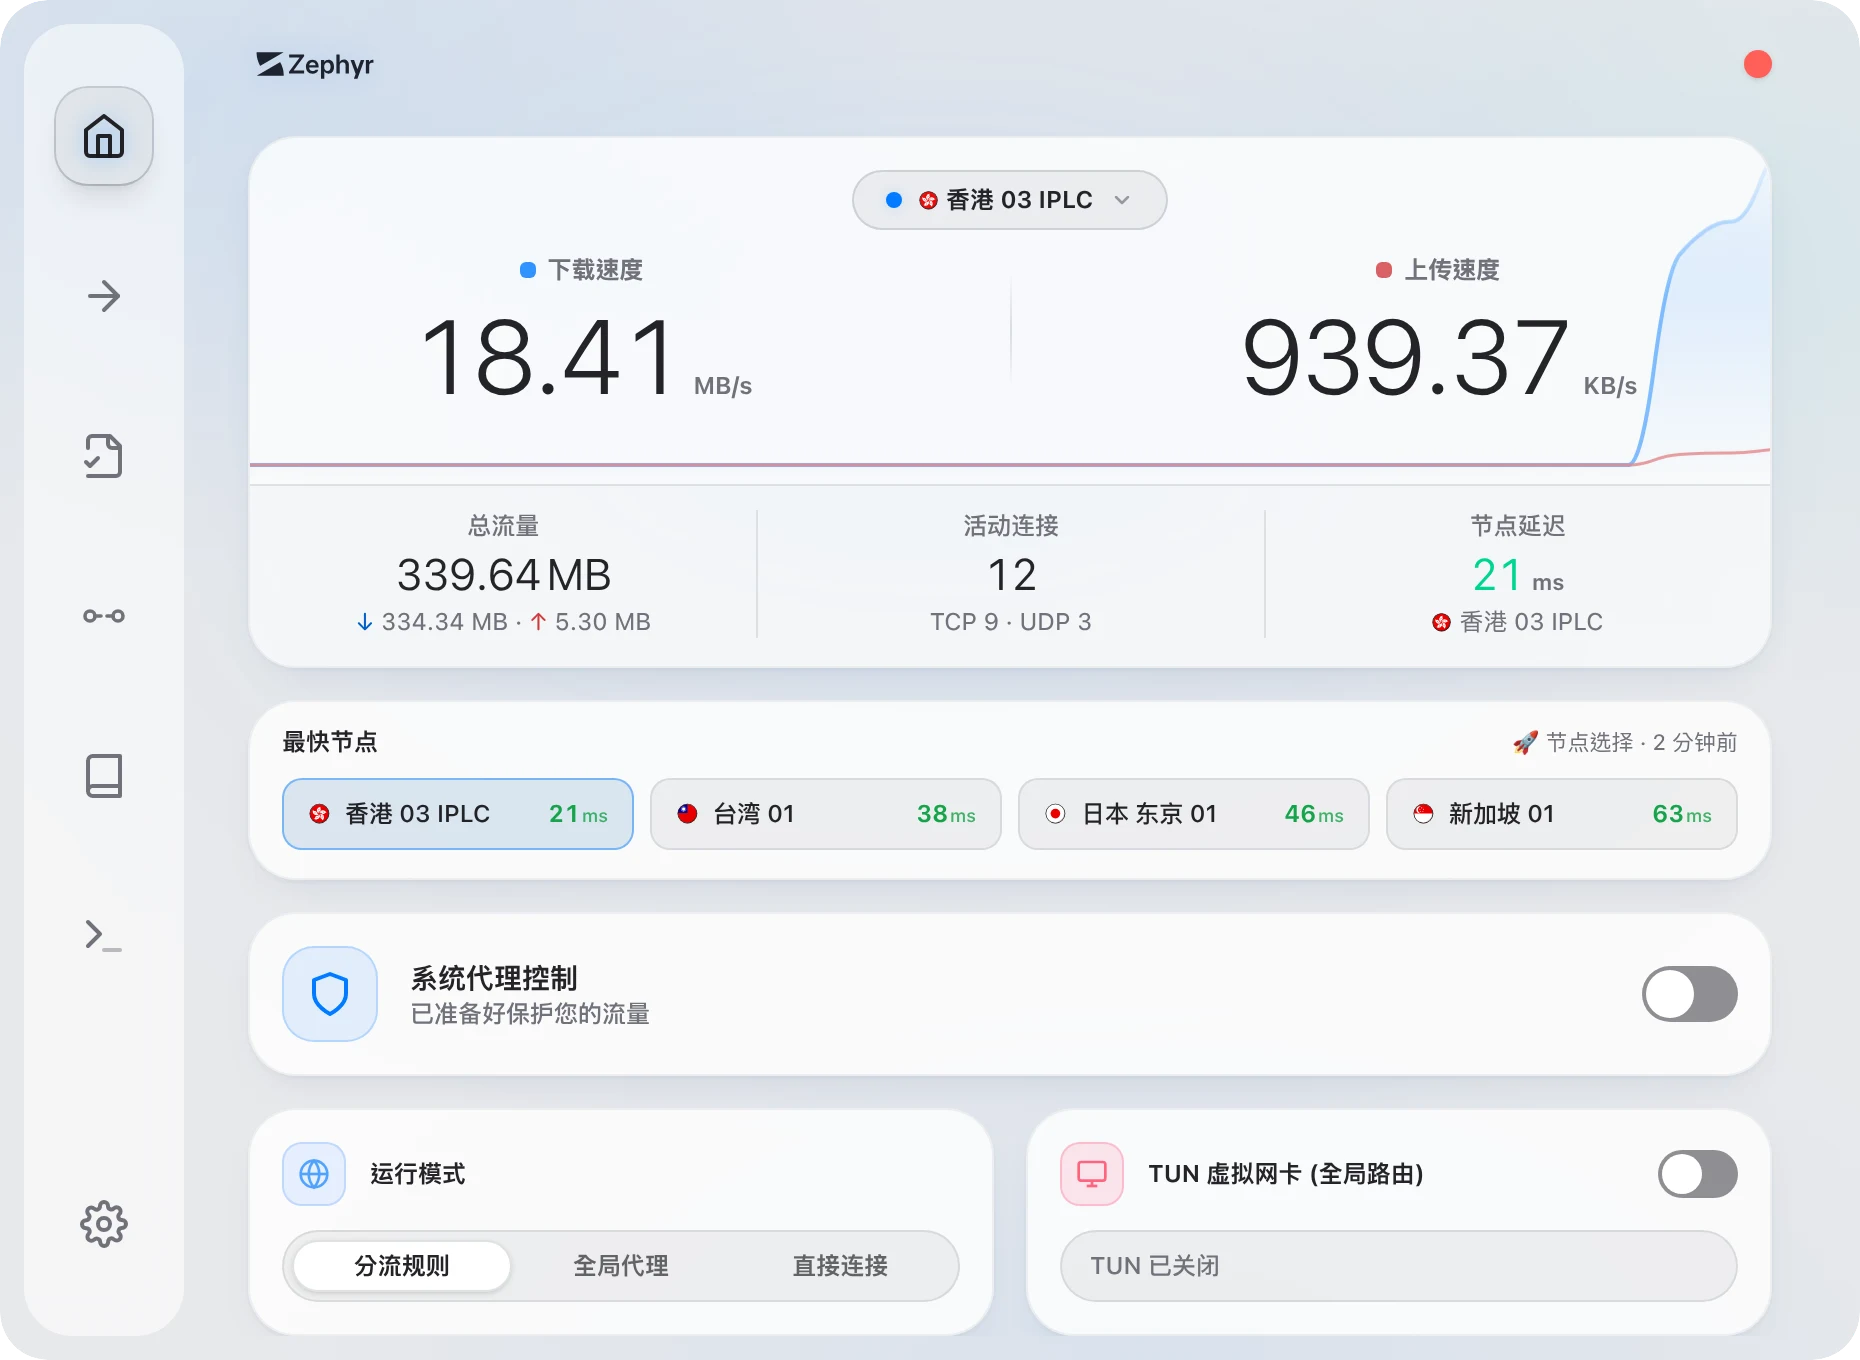 Zephyr
香港 03 IPLC
下载速度
18.41 MB/s
上传速度
939.37 KB/s
总流量
339.64 MB
↓ 334.34 MB · ↑ 5.30 MB
活动连接
12
TCP 9 · UDP 3
节点延迟
21 ms
香港 03 IPLC
最快节点
🚀 节点选择 · 2 分钟前
香港 03 IPLC 21ms
台湾 01 38ms
日本 东京 01 46ms
新加坡 01 63ms
系统代理控制
已准备好保护您的流量
运行模式
分流规则 全局代理 直接连接
TUN 虚拟网卡 (全局路由)
TUN 已关闭